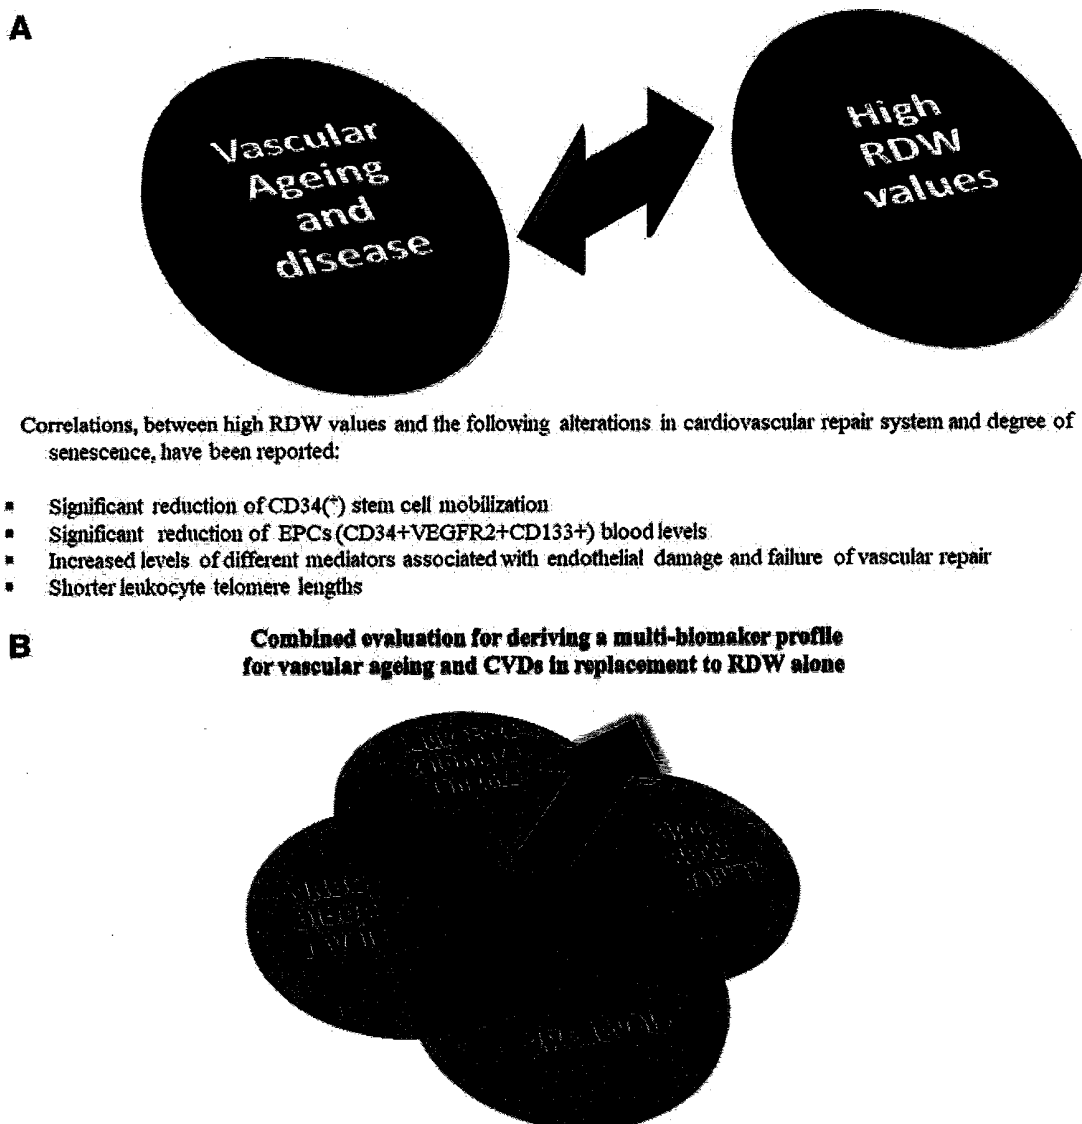 A
Vascular
Ageing
and
disease
High
RDW
values
Correlations, between high RDW values and the following alterations in cardiovascular repair system and degree of
senescence, have been reported:
▪ Significant reduction of CD34(+) stem cell mobilization
▪ Significant reduction of EPCs (CD34+VEGFR2+CD133+) blood levels
▪ Increased levels of different mediators associated with endothelial damage and failure of vascular repair
▪ Shorter leukocyte telomere lengths
B
Combined evaluation for deriving a multi-biomaker profile
for vascular ageing and CVDs in replacement to RDW alone